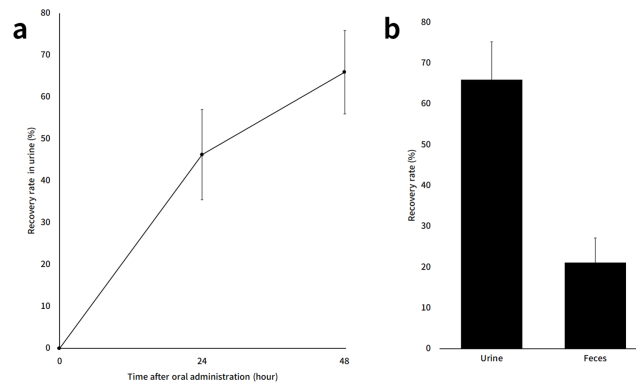 a
80
70
60
50
40
30
20
10
0
Recovery rate in urine (%)
0 24 48
Time after oral administration (hour)
b
80
70
60
50
40
30
20
10
0
Recovery rate (%)
Urine Feces